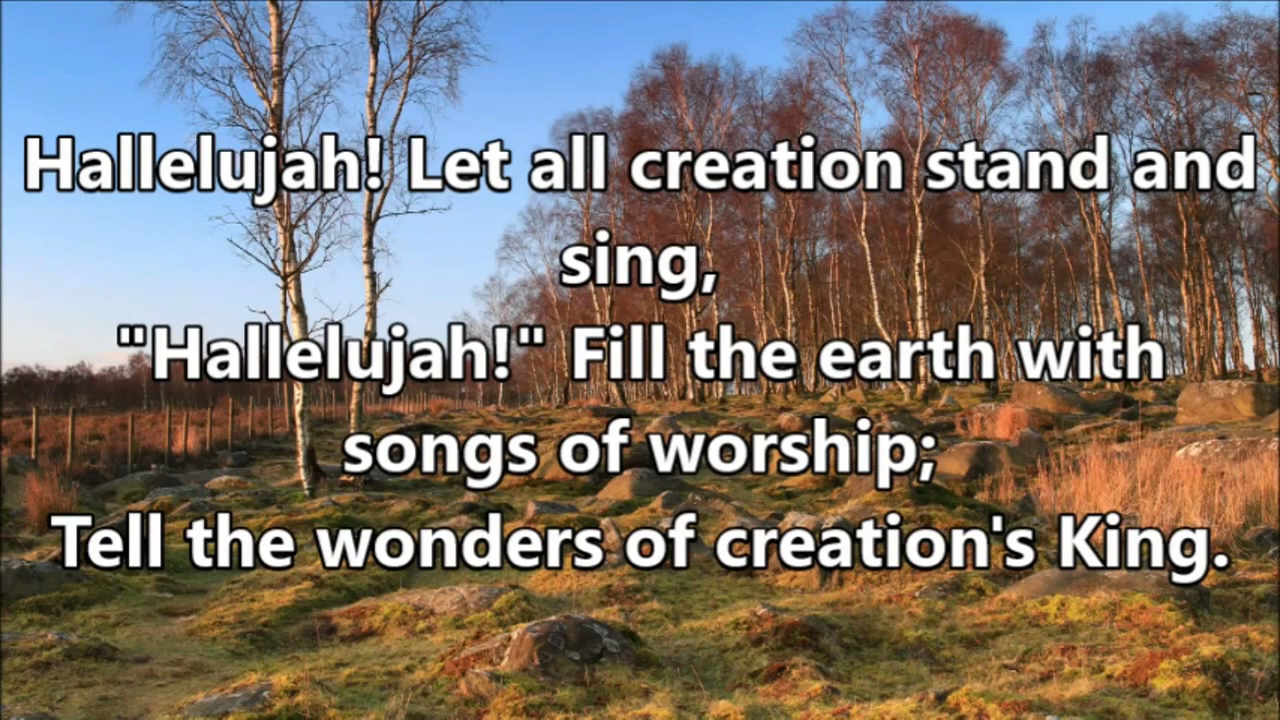 Hallelujah! Let all creation stand and
sing,
"Hallelujah!" Fill the earth with
songs of worship;
Tell the wonders of creation's King.